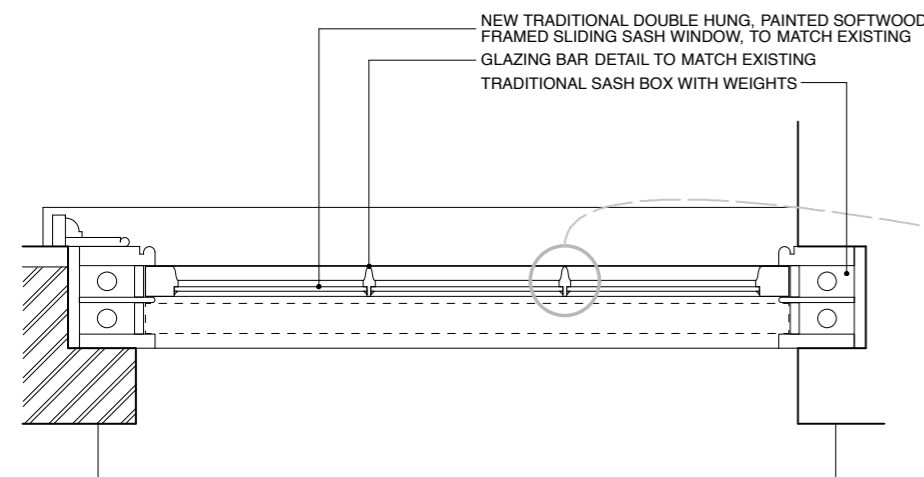 NEW TRADITIONAL DOUBLE HUNG, PAINTED SOFTWOOD
FRAMED SLIDING SASH WINDOW, TO MATCH EXISTING
GLAZING BAR DETAIL TO MATCH EXISTING
TRADITIONAL SASH BOX WITH WEIGHTS